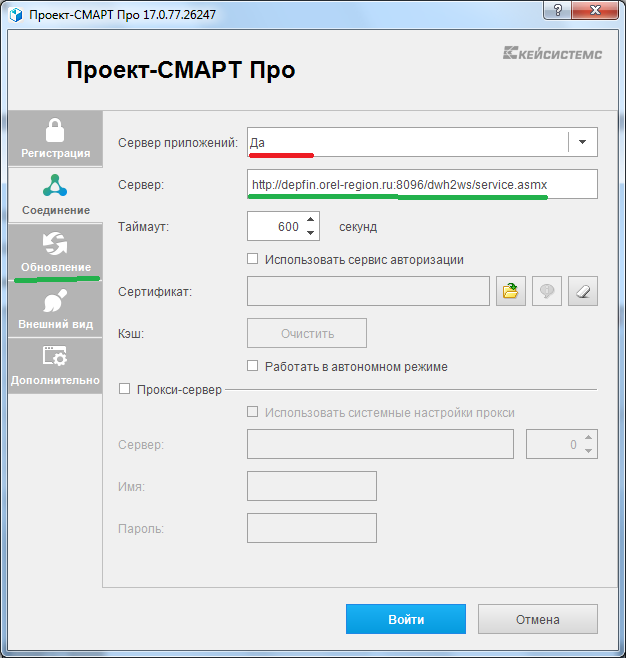 Проект-СМАРТ Про 17.0.77.26247
?
Проект-СМАРТ Про
КЕЙСИСТЕМС
Регистрация
Соединение
Обновление
Внешний вид
Дополнительно
Сервер приложений: Да
Сервер: http://depfin.orel-region.ru:8096/dwh2ws/service.asmx
Таймаут: 600 секунд
Использовать сервис авторизации
Сертификат:
Кэш: Очистить
Работать в автономном режиме
Прокси-сервер
Использовать системные настройки прокси
Сервер: 0
Имя:
Пароль:
Войти Отмена